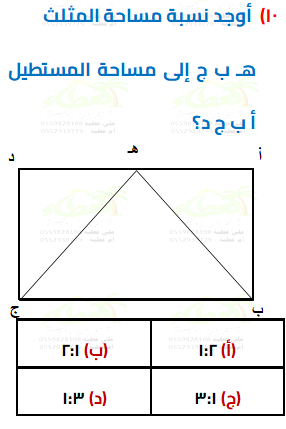 ١٠) أوجد نسبة مساحة المثلث
هـ ب ج إلى مساحة المستطيل
أ ب ج د؟
أ هـ د
ب ج
(أ) ١:٢ (ب) ٢:١
(ج) ٣:١ (د) ١:٣